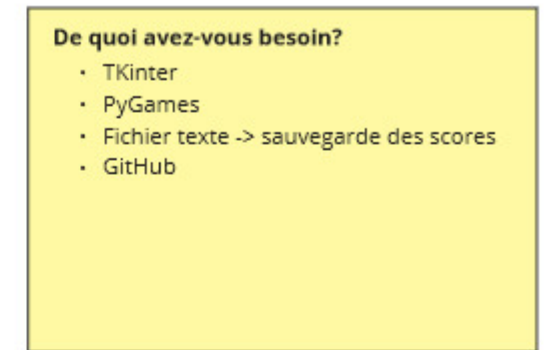 De quoi avez-vous besoin?
· TKinter
· PyGames
· Fichier texte -> sauvegarde des scores
· GitHub